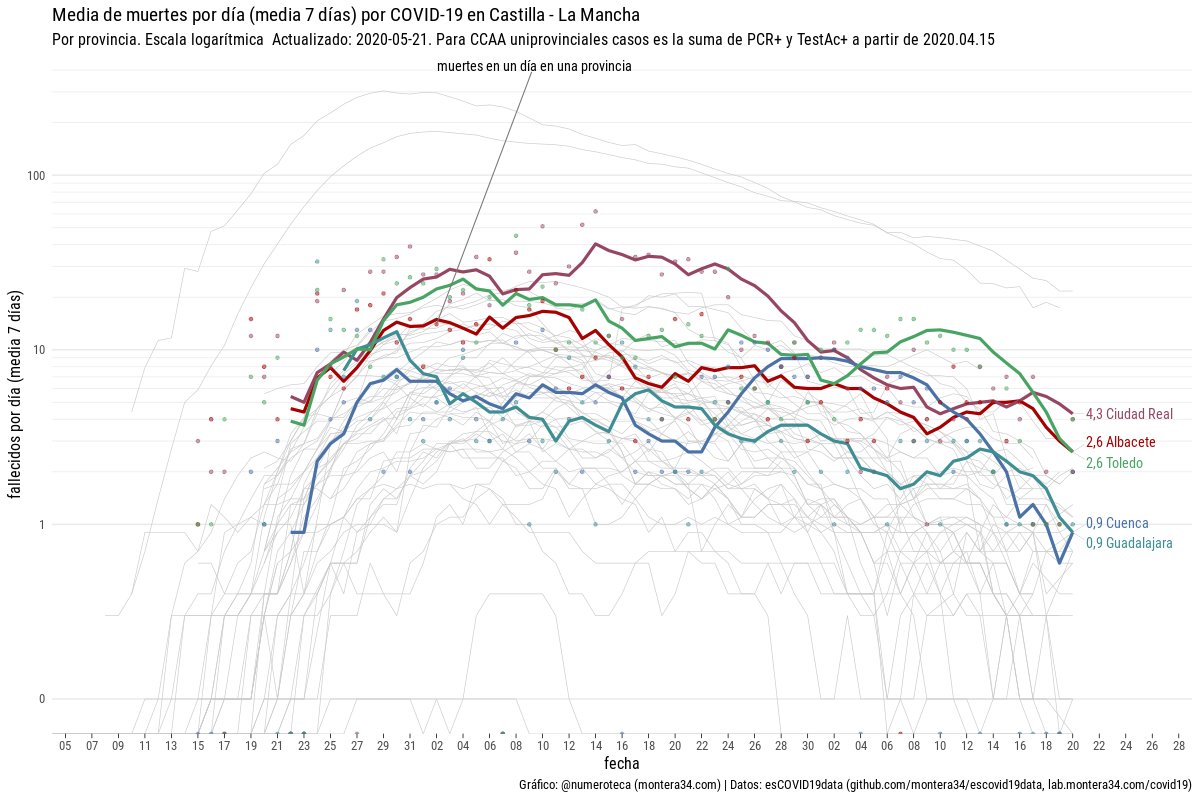 Media de muertes por día (media 7 días) por COVID-19 en Castilla - La Mancha
Por provincia. Escala logarítmica  Actualizado: 2020-05-21. Para CCAA uniprovinciales casos es la suma de PCR+ y TestAc+ a partir de 2020.04.15
muertes en un día en una provincia
fallecidos por día (media  7 días)
100
10
1
0
4,3 Ciudad Real
2,6 Albacete
2,6 Toledo
0,9 Cuenca
0,9 Guadalajara
05 07 09 11 13 15 17 19 21 23 25 27 29 31 02 04 06 08 10 12 14 16 18 20 22 24 26 28 30 02 04 06 08 10 12 14 16 18 20 22 24 26 28
fecha
Gráfico: @numeroteca (montera34.com) | Datos: esCOVID19data (github.com/montera34/escovid19data, lab.montera34.com/covid19)